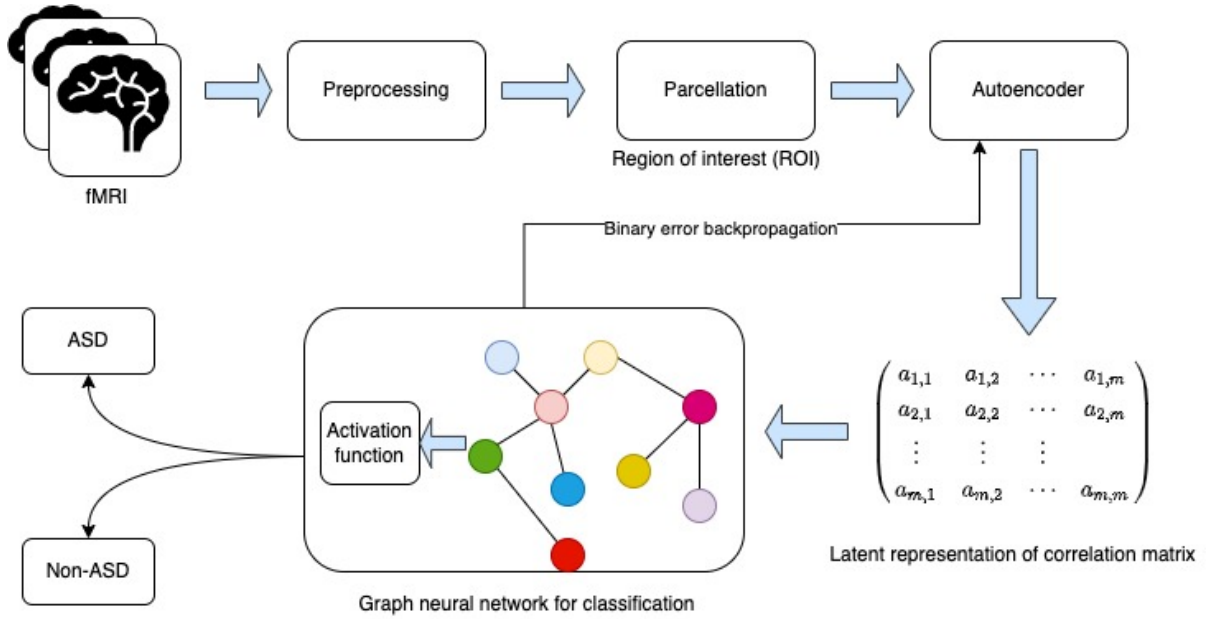 fMRI
Preprocessing
Parcellation
Region of interest (ROI)
Autoencoder
Binary error backpropagation
a1,1 a1,2 ⋯ a1,m
a2,1 a2,2 ⋯ a2,m
⋮ ⋮ ⋮
am,1 am,2 ⋯ am,m
Latent representation of correlation matrix
Activation
function
Graph neural network for classification
ASD
Non-ASD